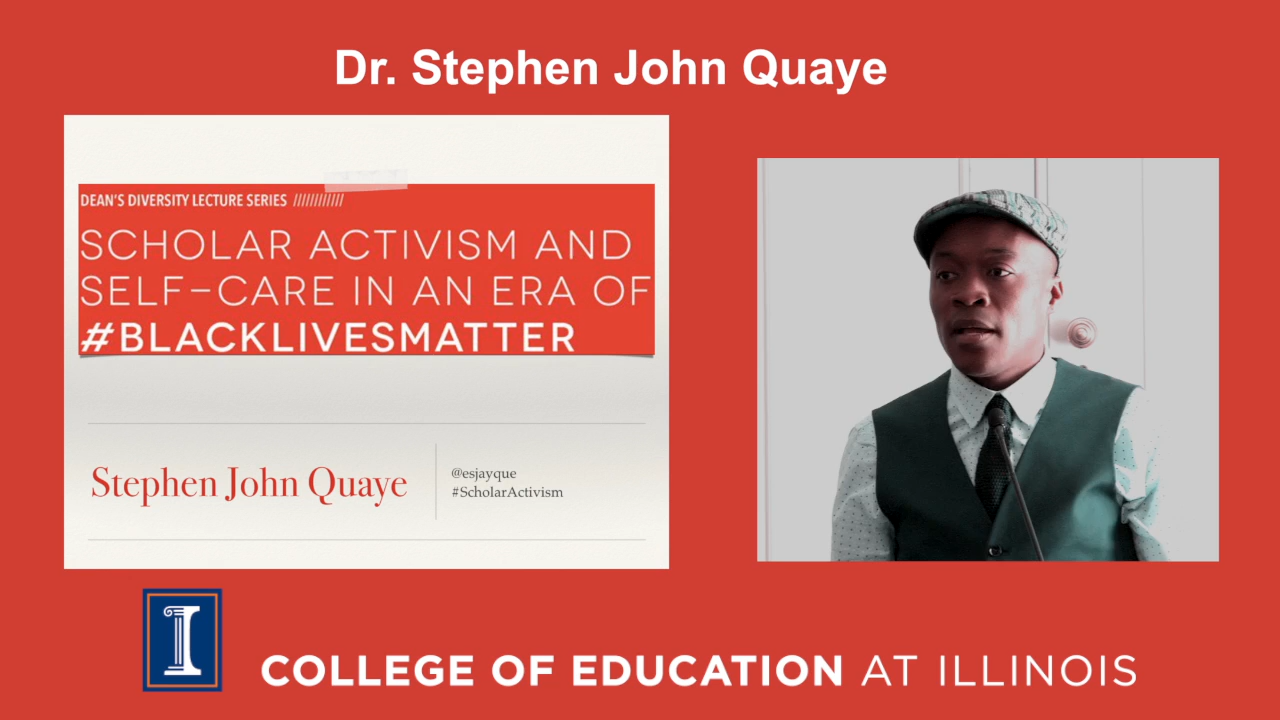 Dr. Stephen John Quaye
DEAN'S DIVERSITY LECTURE SERIES ////////////
SCHOLAR ACTIVISM AND
SELF–CARE IN AN ERA OF
#BLACKLIVESMATTER
Stephen John Quaye
@esjayque
#ScholarActivism
I
COLLEGE OF EDUCATION AT ILLINOIS